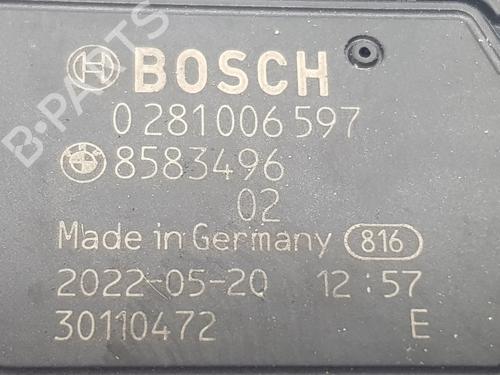 BOSCH
0 281 006 597
8583496
02
Made in Germany 816
2022-05-20 12:57
30110472 E
B-PARTS